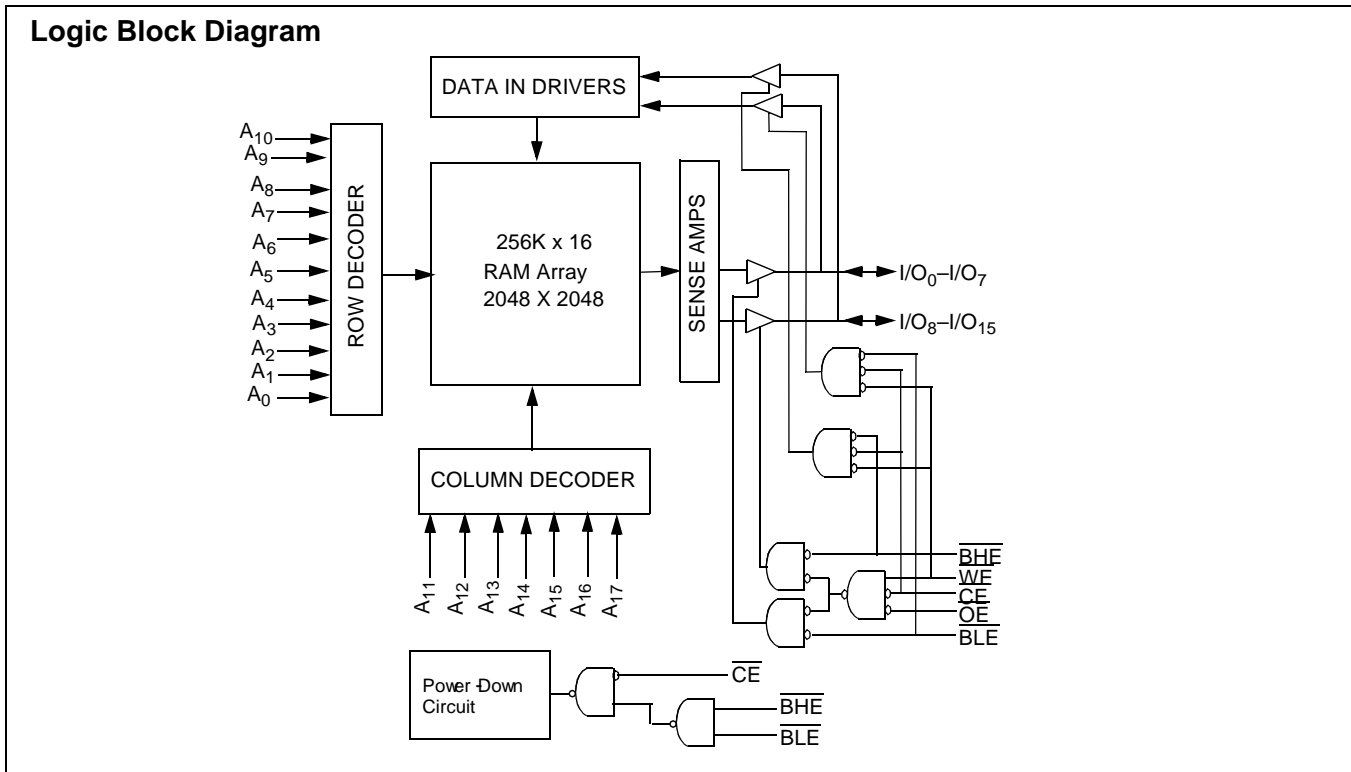 Logic Block Diagram
DATA IN DRIVERS
A10
A9
A8
A7
A6
A5
A4
A3
A2
A1
A0
ROW DECODER
256K x 16
RAM Array
2048 X 2048
SENSE AMPS
I/O0–I/O7
I/O8–I/O15
COLUMN DECODER
A11
A12
A13
A14
A15
A16
A17
BHE
WE
CE
OE
BLE
Power-Down
Circuit
CE
BHE
BLE